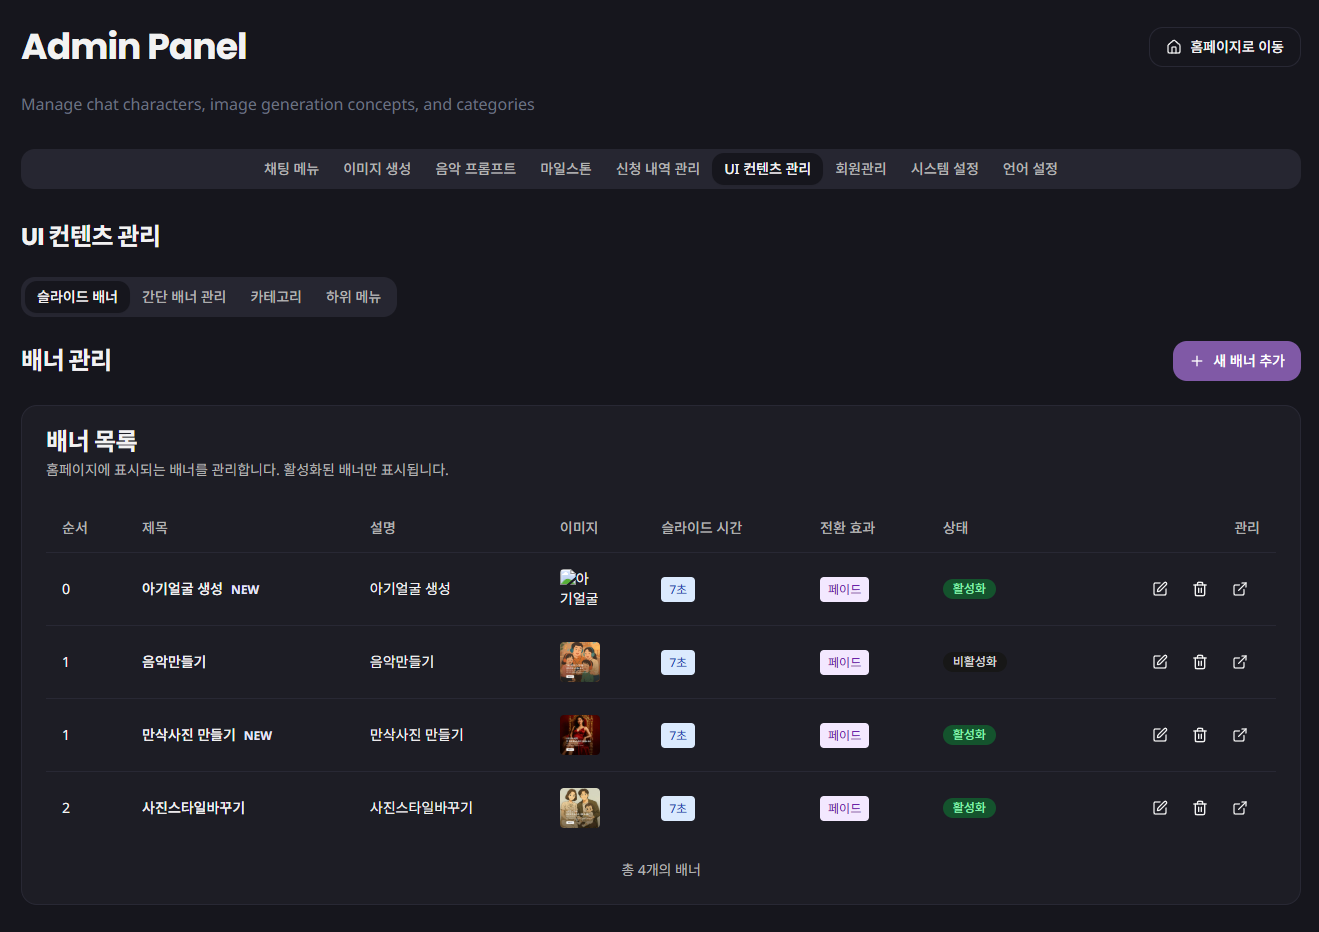 Admin Panel
홈페이지로 이동
Manage chat characters, image generation concepts, and categories
채팅 메뉴 이미지 생성 음악 프롬프트 마일스톤 신청 내역 관리 UI 컨텐츠 관리 회원관리 시스템 설정 언어 설정
UI 컨텐츠 관리
슬라이드 배너 간단 배너 관리 카테고리 하위 메뉴
배너 관리
+ 새 배너 추가
배너 목록
홈페이지에 표시되는 배너를 관리합니다. 활성화된 배너만 표시됩니다.
순서 제목 설명 이미지 슬라이드 시간 전환 효과 상태 관리
0 아기얼굴 생성 NEW 아기얼굴 생성 아기얼굴 7초 페이드 활성화
1 음악만들기 음악만들기 7초 페이드 비활성화
1 만삭사진 만들기 NEW 만삭사진 만들기 7초 페이드 활성화
2 사진스타일바꾸기 사진스타일바꾸기 7초 페이드 활성화
총 4개의 배너